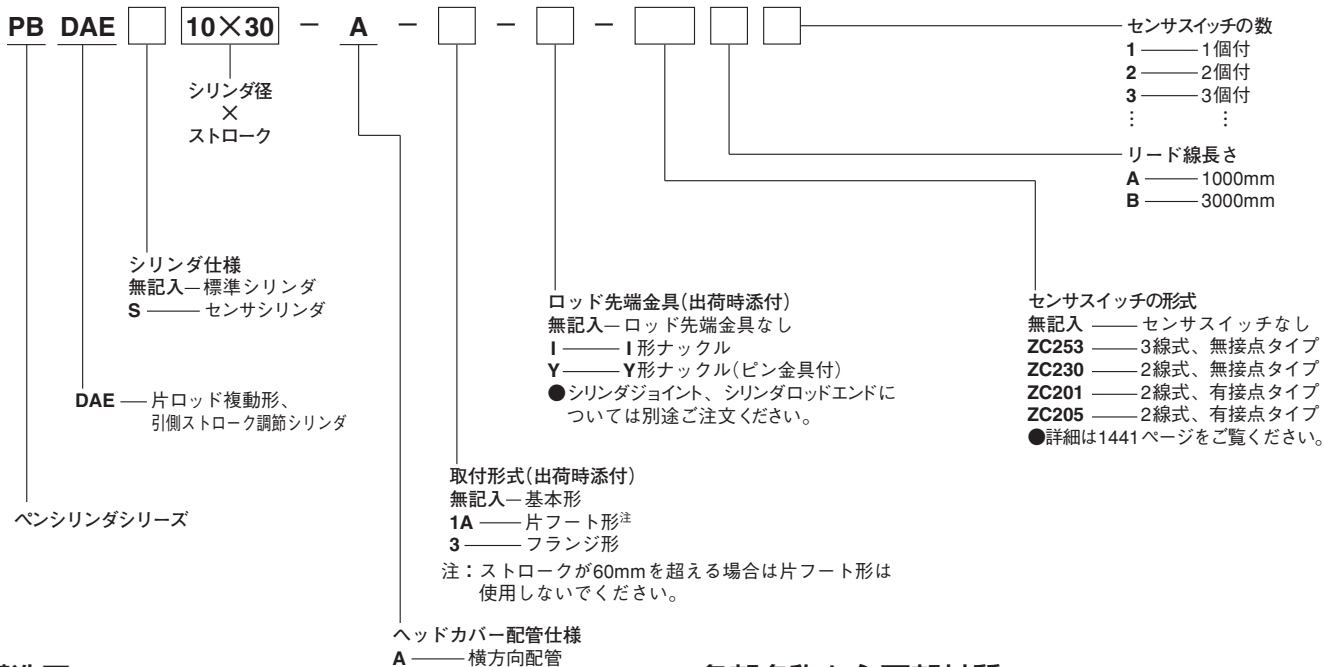 PB DAE □ 10×30 － A － □ － □ － □ □ □
シリンダ径
×
ストローク
センサスイッチの数
1 ——— 1個付
2 ——— 2個付
3 ——— 3個付
⋮ ⋮
リード線長さ
A ——— 1000mm
B ——— 3000mm
シリンダ仕様
無記入—標準シリンダ
S ——— センサシリンダ
ロッド先端金具(出荷時添付)
無記入—ロッド先端金具なし
I ——— I形ナックル
Y ——— Y形ナックル(ピン金具付)
●シリンダジョイント、シリンダロッドエンドに
ついては別途ご注文ください。
センサスイッチの形式
無記入 —— センサスイッチなし
ZC253 —— 3線式、無接点タイプ
ZC230 —— 2線式、無接点タイプ
ZC201 —— 2線式、有接点タイプ
ZC205 —— 2線式、有接点タイプ
●詳細は1441ページをご覧ください。
DAE — 片ロッド複動形、
引側ストローク調節シリンダ
取付形式(出荷時添付)
無記入—基本形
1A —— 片フート形注
3 ——— フランジ形
注：ストロークが60mmを超える場合は片フート形は
使用しないでください。
ペンシリンダシリーズ
ヘッドカバー配管仕様
A ——— 横方向配管